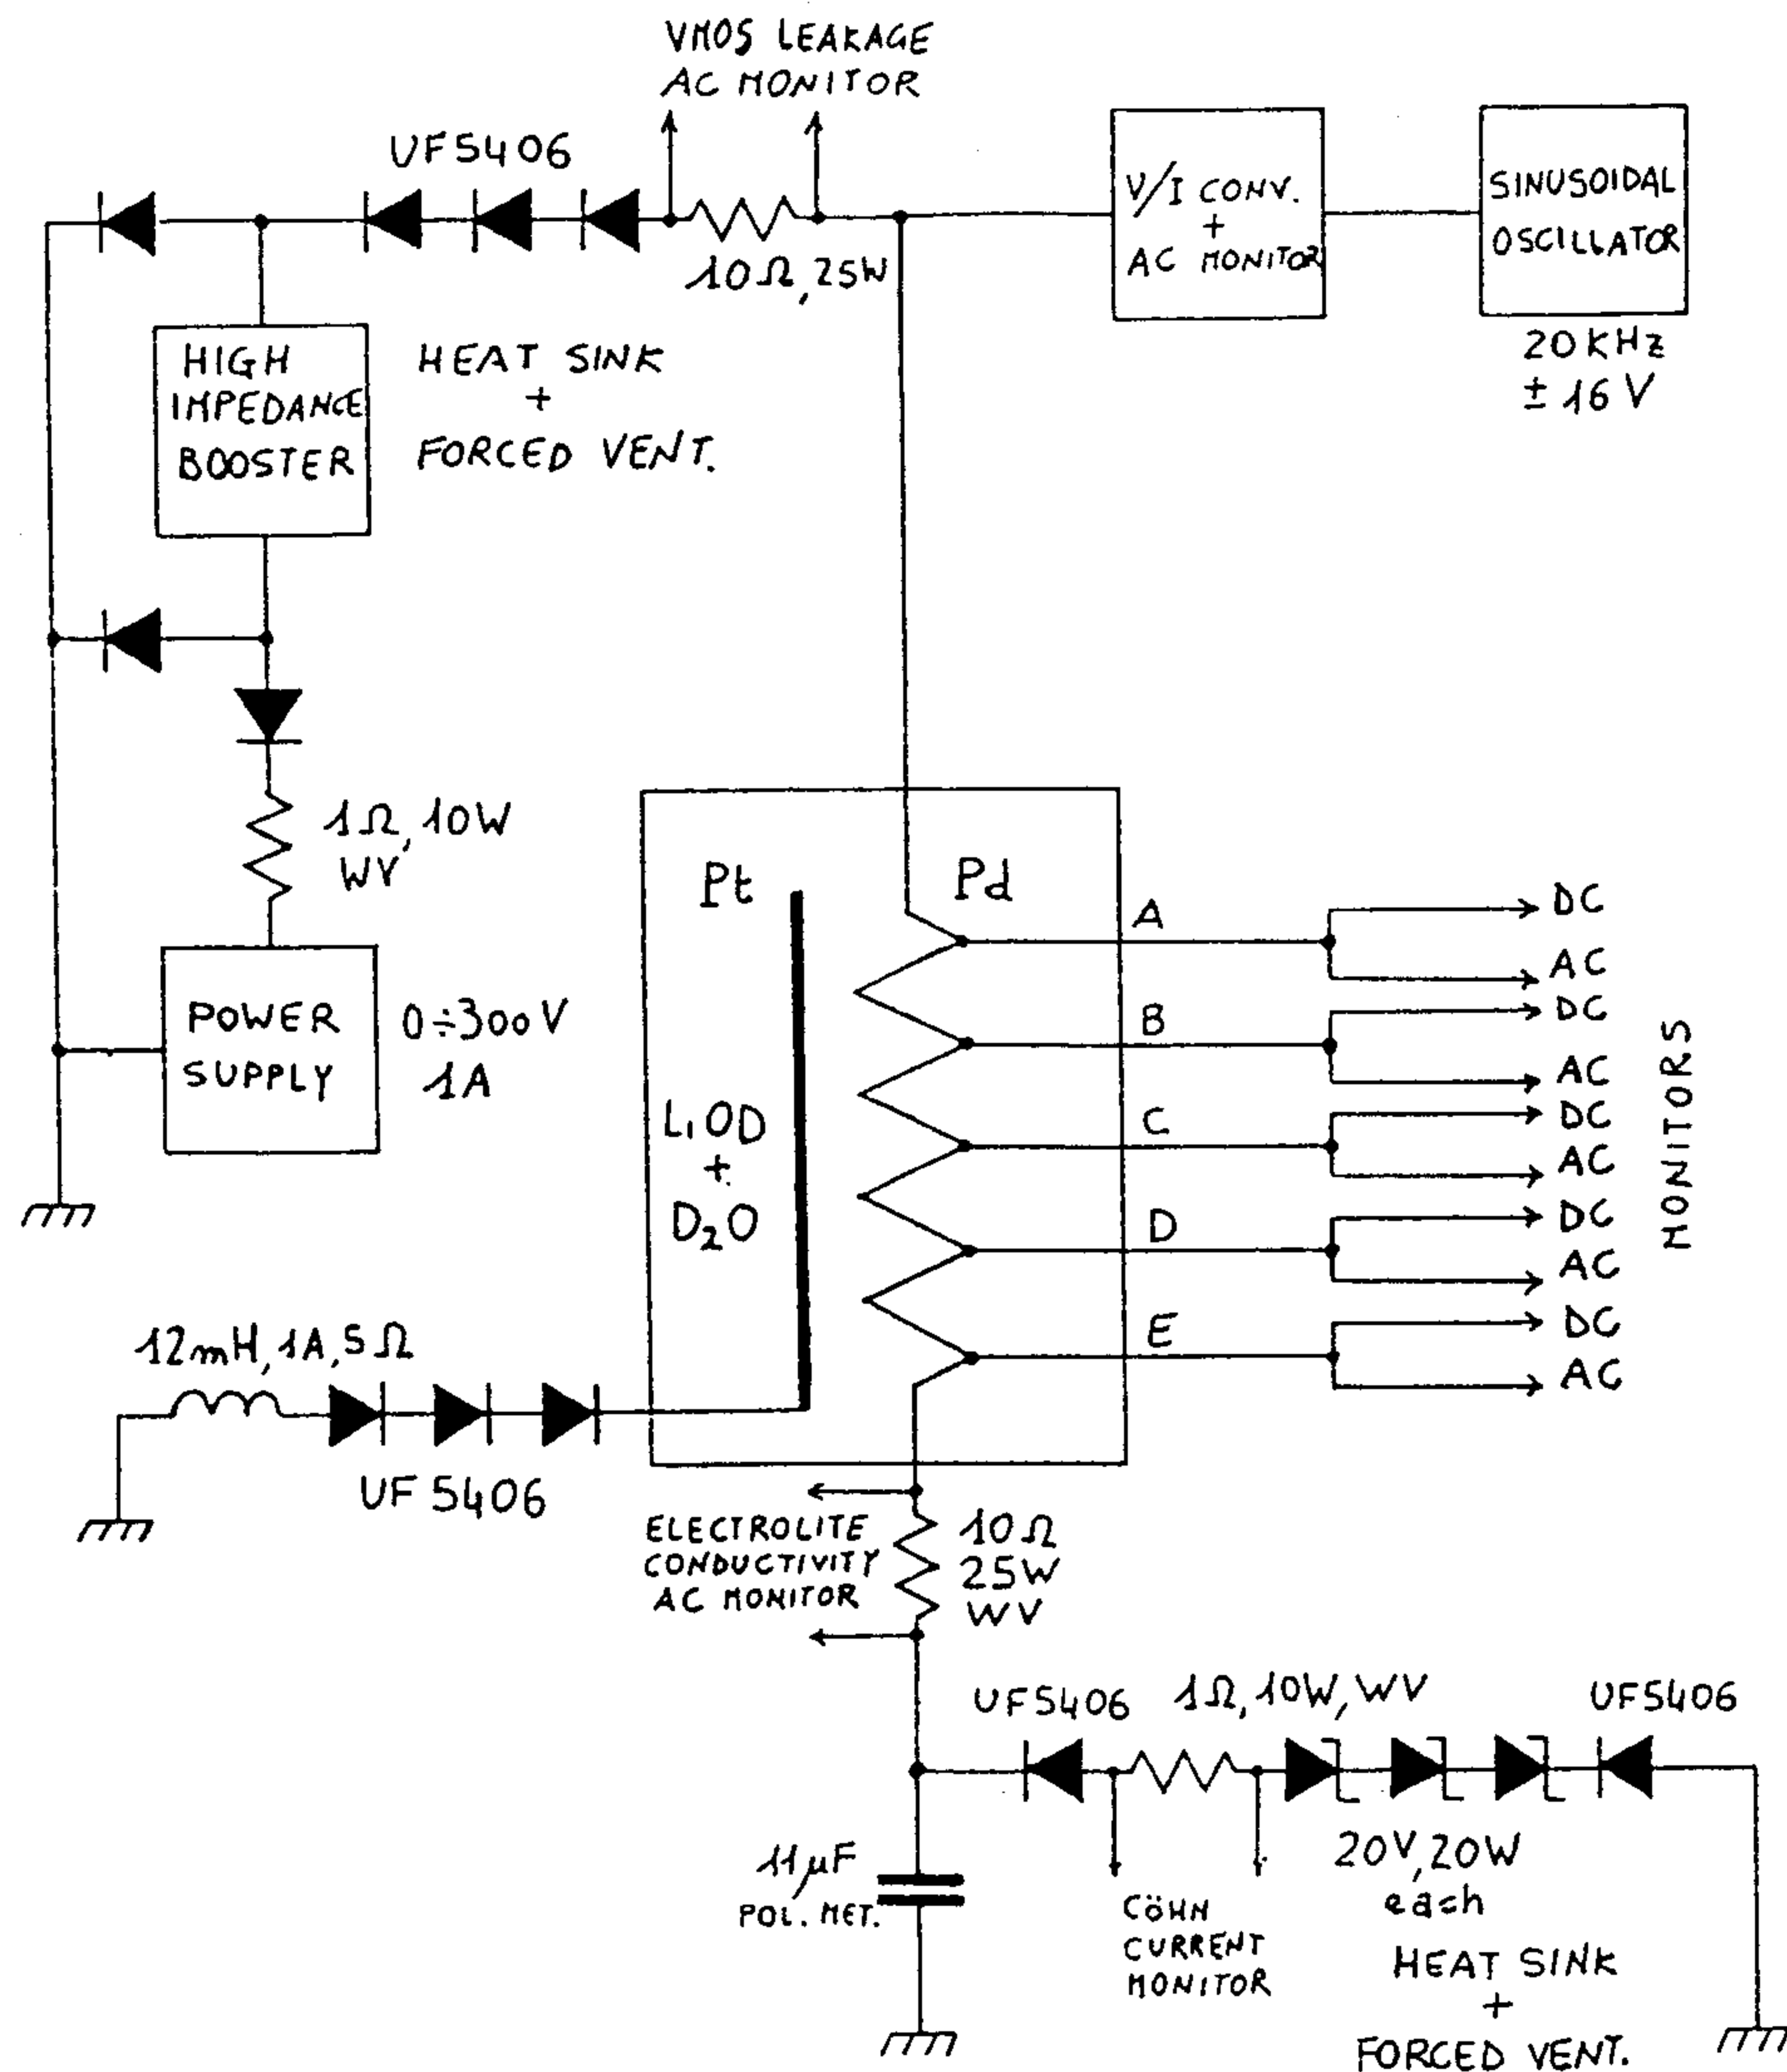 VMOS LEAKAGE
AC MONITOR
UF5406
10Ω, 25W
V/I CONV.
+
AC MONITOR
SINUSOIDAL
OSCILLATOR
20KHz
± 16 V
HIGH
IMPEDANCE
BOOSTER
HEAT SINK
+
FORCED VENT.
1Ω, 10W
WV
POWER
SUPPLY
0÷300V
1A
Pt
Pd
LiOD
+
D₂O
A
B
C
D
E
DC
AC
DC
AC
DC
AC
DC
AC
DC
AC
MONITORS
12mH, 1A, 5Ω
UF 5406
ELECTROLITE
CONDUCTIVITY
AC MONITOR
10Ω
25W
WV
UF5406
1Ω, 10W, WV
UF5406
11μF
POL. MET.
CÖHN
CURRENT
MONITOR
20V, 20W
each
HEAT SINK
+
FORCED VENT.